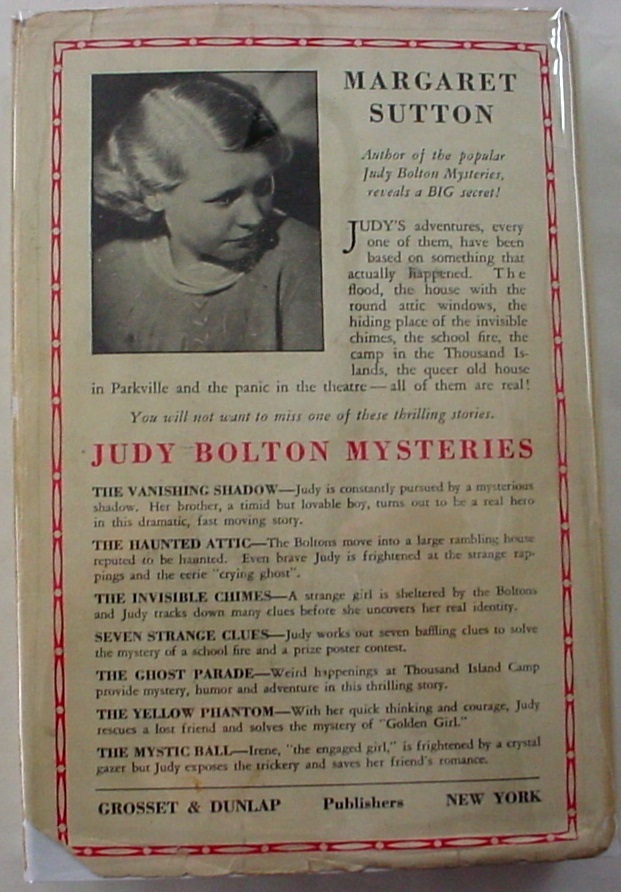 MARGARET
SUTTON
Author of the popular
Judy Bolton Mysteries,
reveals a BIG secret!
JUDY'S adventures, every
one of them, have been
based on something that
actually happened. The
flood, the house with the
round attic windows, the
hiding place of the invisible
chimes, the school fire, the
camp in the Thousand Is-
lands, the queer old house
in Parkville and the panic in the theatre—all of them are real!
You will not want to miss one of these thrilling stories.
JUDY BOLTON MYSTERIES
THE VANISHING SHADOW—Judy is constantly pursued by a mysterious
shadow. Her brother, a timid but lovable boy, turns out to be a real hero
in this dramatic, fast moving story.
THE HAUNTED ATTIC—The Boltons move into a large rambling house
reputed to be haunted. Even brave Judy is frightened at the strange rap-
pings and the eerie "crying ghost".
THE INVISIBLE CHIMES—A strange girl is sheltered by the Boltons
and Judy tracks down many clues before she uncovers her real identity.
SEVEN STRANGE CLUES—Judy works out seven baffling clues to solve
the mystery of a school fire and a prize poster contest.
THE GHOST PARADE—Weird happenings at Thousand Island Camp
provide mystery, humor and adventure in this thrilling story.
THE YELLOW PHANTOM—With her quick thinking and courage, Judy
rescues a lost friend and solves the mystery of "Golden Girl."
THE MYSTIC BALL—Irene, "the engaged girl," is frightened by a crystal
gazer but Judy exposes the trickery and saves her friend's romance.
GROSSET & DUNLAP Publishers NEW YORK